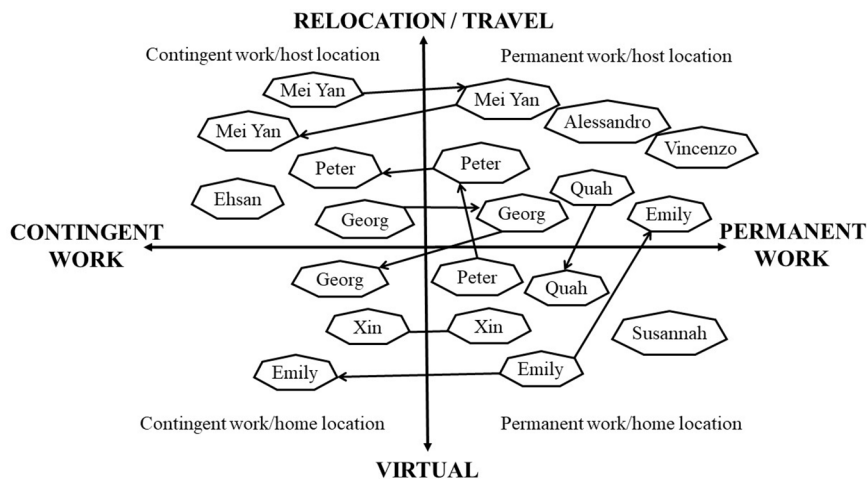 RELOCATION / TRAVEL
Contingent work/host location
Permanent work/host location
Mei Yan
Mei Yan
Mei Yan
Alessandro
Vincenzo
Peter
Peter
Quah
Ehsan
Georg
Georg
Emily
CONTINGENT
WORK
PERMANENT
WORK
Georg
Peter
Quah
Xin
Xin
Susannah
Emily
Emily
Contingent work/home location
Permanent work/home location
VIRTUAL